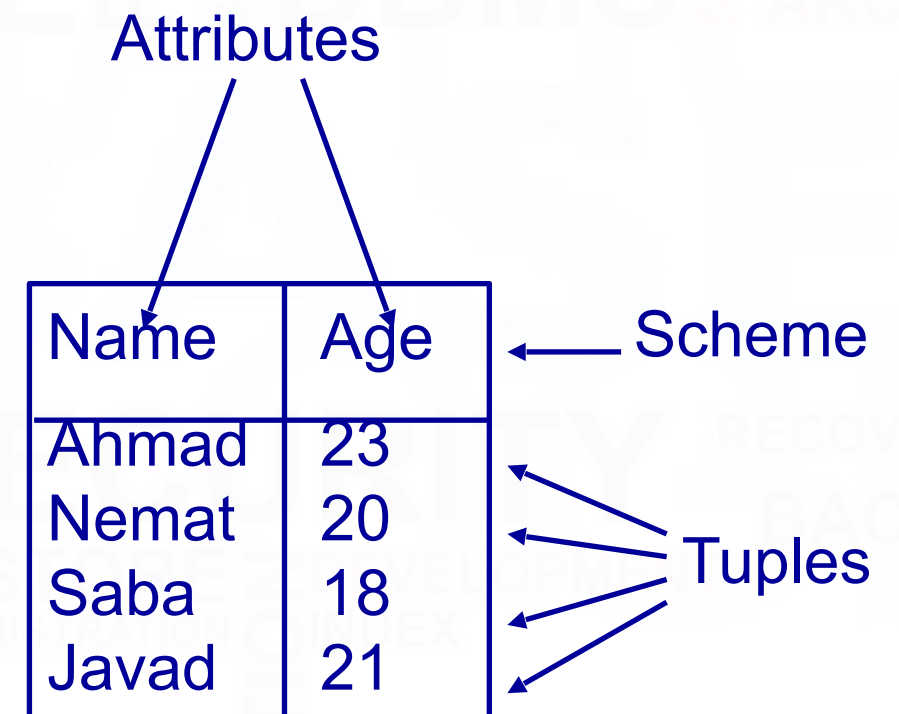 Attributes
Name Age
Scheme
Ahmad 23
Nemat 20
Tuples
Saba 18
Javad 21